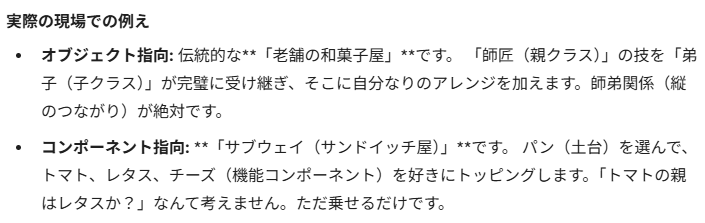 実際の現場での例え
• オブジェクト指向: 伝統的な**「老舗の和菓子屋」**です。 「師匠（親クラス）」の技を「弟
子（子クラス）」が完璧に受け継ぎ、そこに自分なりのアレンジを加えます。師弟関係（縦
のつながり）が絶対です。
• コンポーネント指向: **「サブウェイ（サンドイッチ屋）」**です。 パン（土台）を選んで、
トマト、レタス、チーズ（機能コンポーネント）を好きにトッピングします。「トマトの親
はレタスか？」なんて考えません。ただ乗せるだけです。